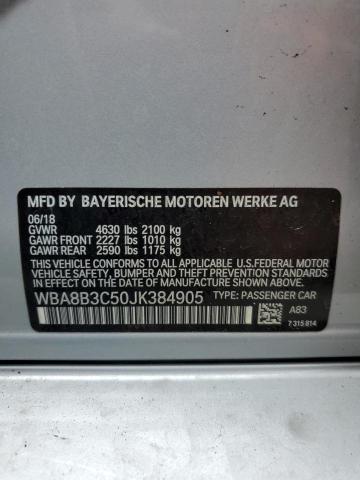 MFD BY BAYERISCHE MOTOREN WERKE AG
06/18
GVWR 4630 lbs 2100 kg
GAWR FRONT 2227 lbs 1010 kg
GAWR REAR 2590 lbs 1175 kg
THIS VEHICLE CONFORMS TO ALL APPLICABLE U.S.FEDERAL MOTOR
VEHICLE SAFETY, BUMPER, AND THEFT PREVENTION STANDARDS
IN EFFECT ON THE DATE OF MANUFACTURE SHOWN ABOVE.
WBA8B3C50JK384905 TYPE: PASSENGER CAR
A83
7 315 814